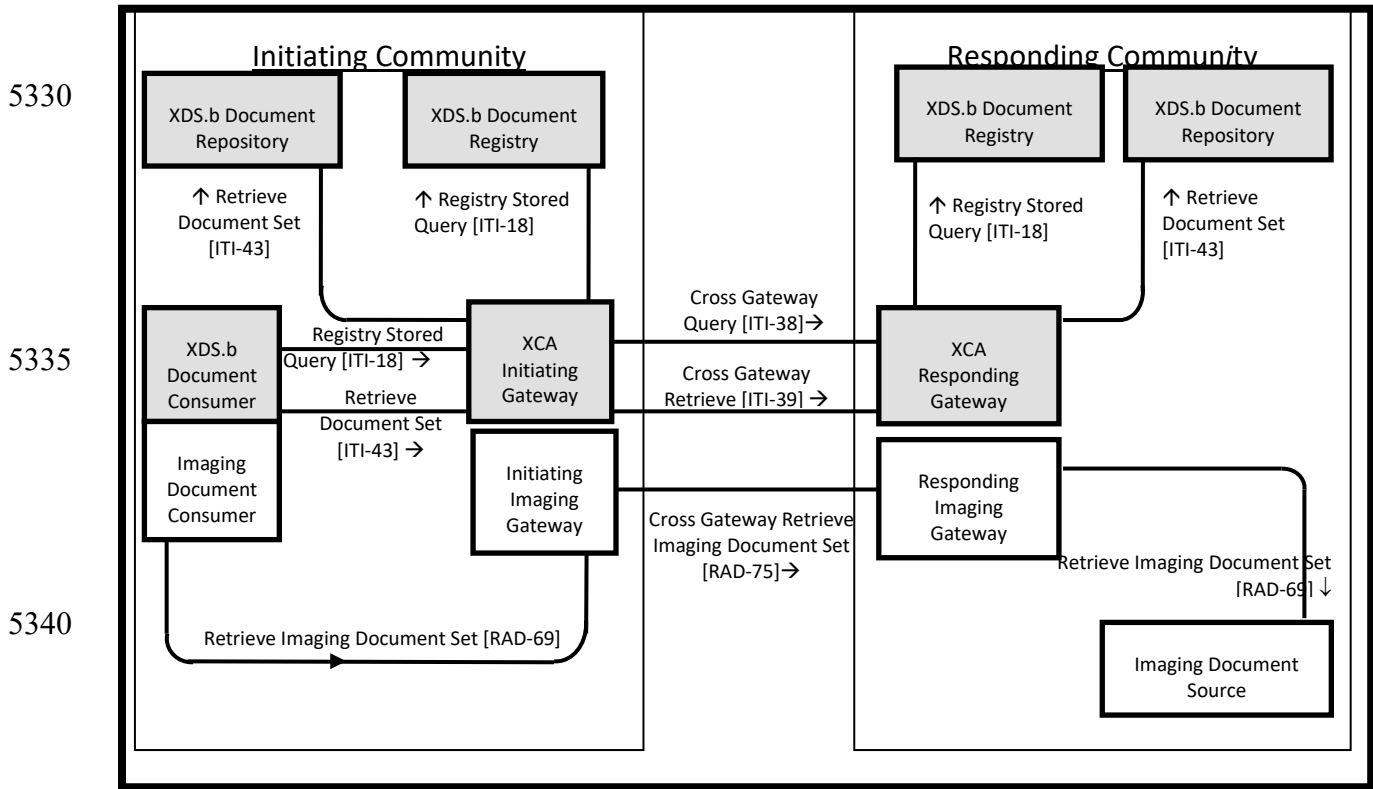 Initiating Community
Responding Community
5330
XDS.b Document
Repository
XDS.b Document
Registry
XDS.b Document
Registry
XDS.b Document
Repository
↑ Retrieve
Document Set
[ITI-43]
↑ Registry Stored
Query [ITI-18]
↑ Registry Stored
Query [ITI-18]
↑ Retrieve
Document Set
[ITI-43]
5335
XDS.b
Document
Consumer
Registry Stored
Query [ITI-18] →
Retrieve
Document Set
[ITI-43] →
XCA
Initiating
Gateway
Cross Gateway
Query [ITI-38]→
Cross Gateway
Retrieve [ITI-39] →
XCA
Responding
Gateway
Imaging
Document
Consumer
Initiating
Imaging
Gateway
Cross Gateway Retrieve
Imaging Document Set
[RAD-75]→
Responding
Imaging
Gateway
Retrieve Imaging Document Set
[RAD-69] ↓
5340
Retrieve Imaging Document Set [RAD-69]
Imaging Document
Source